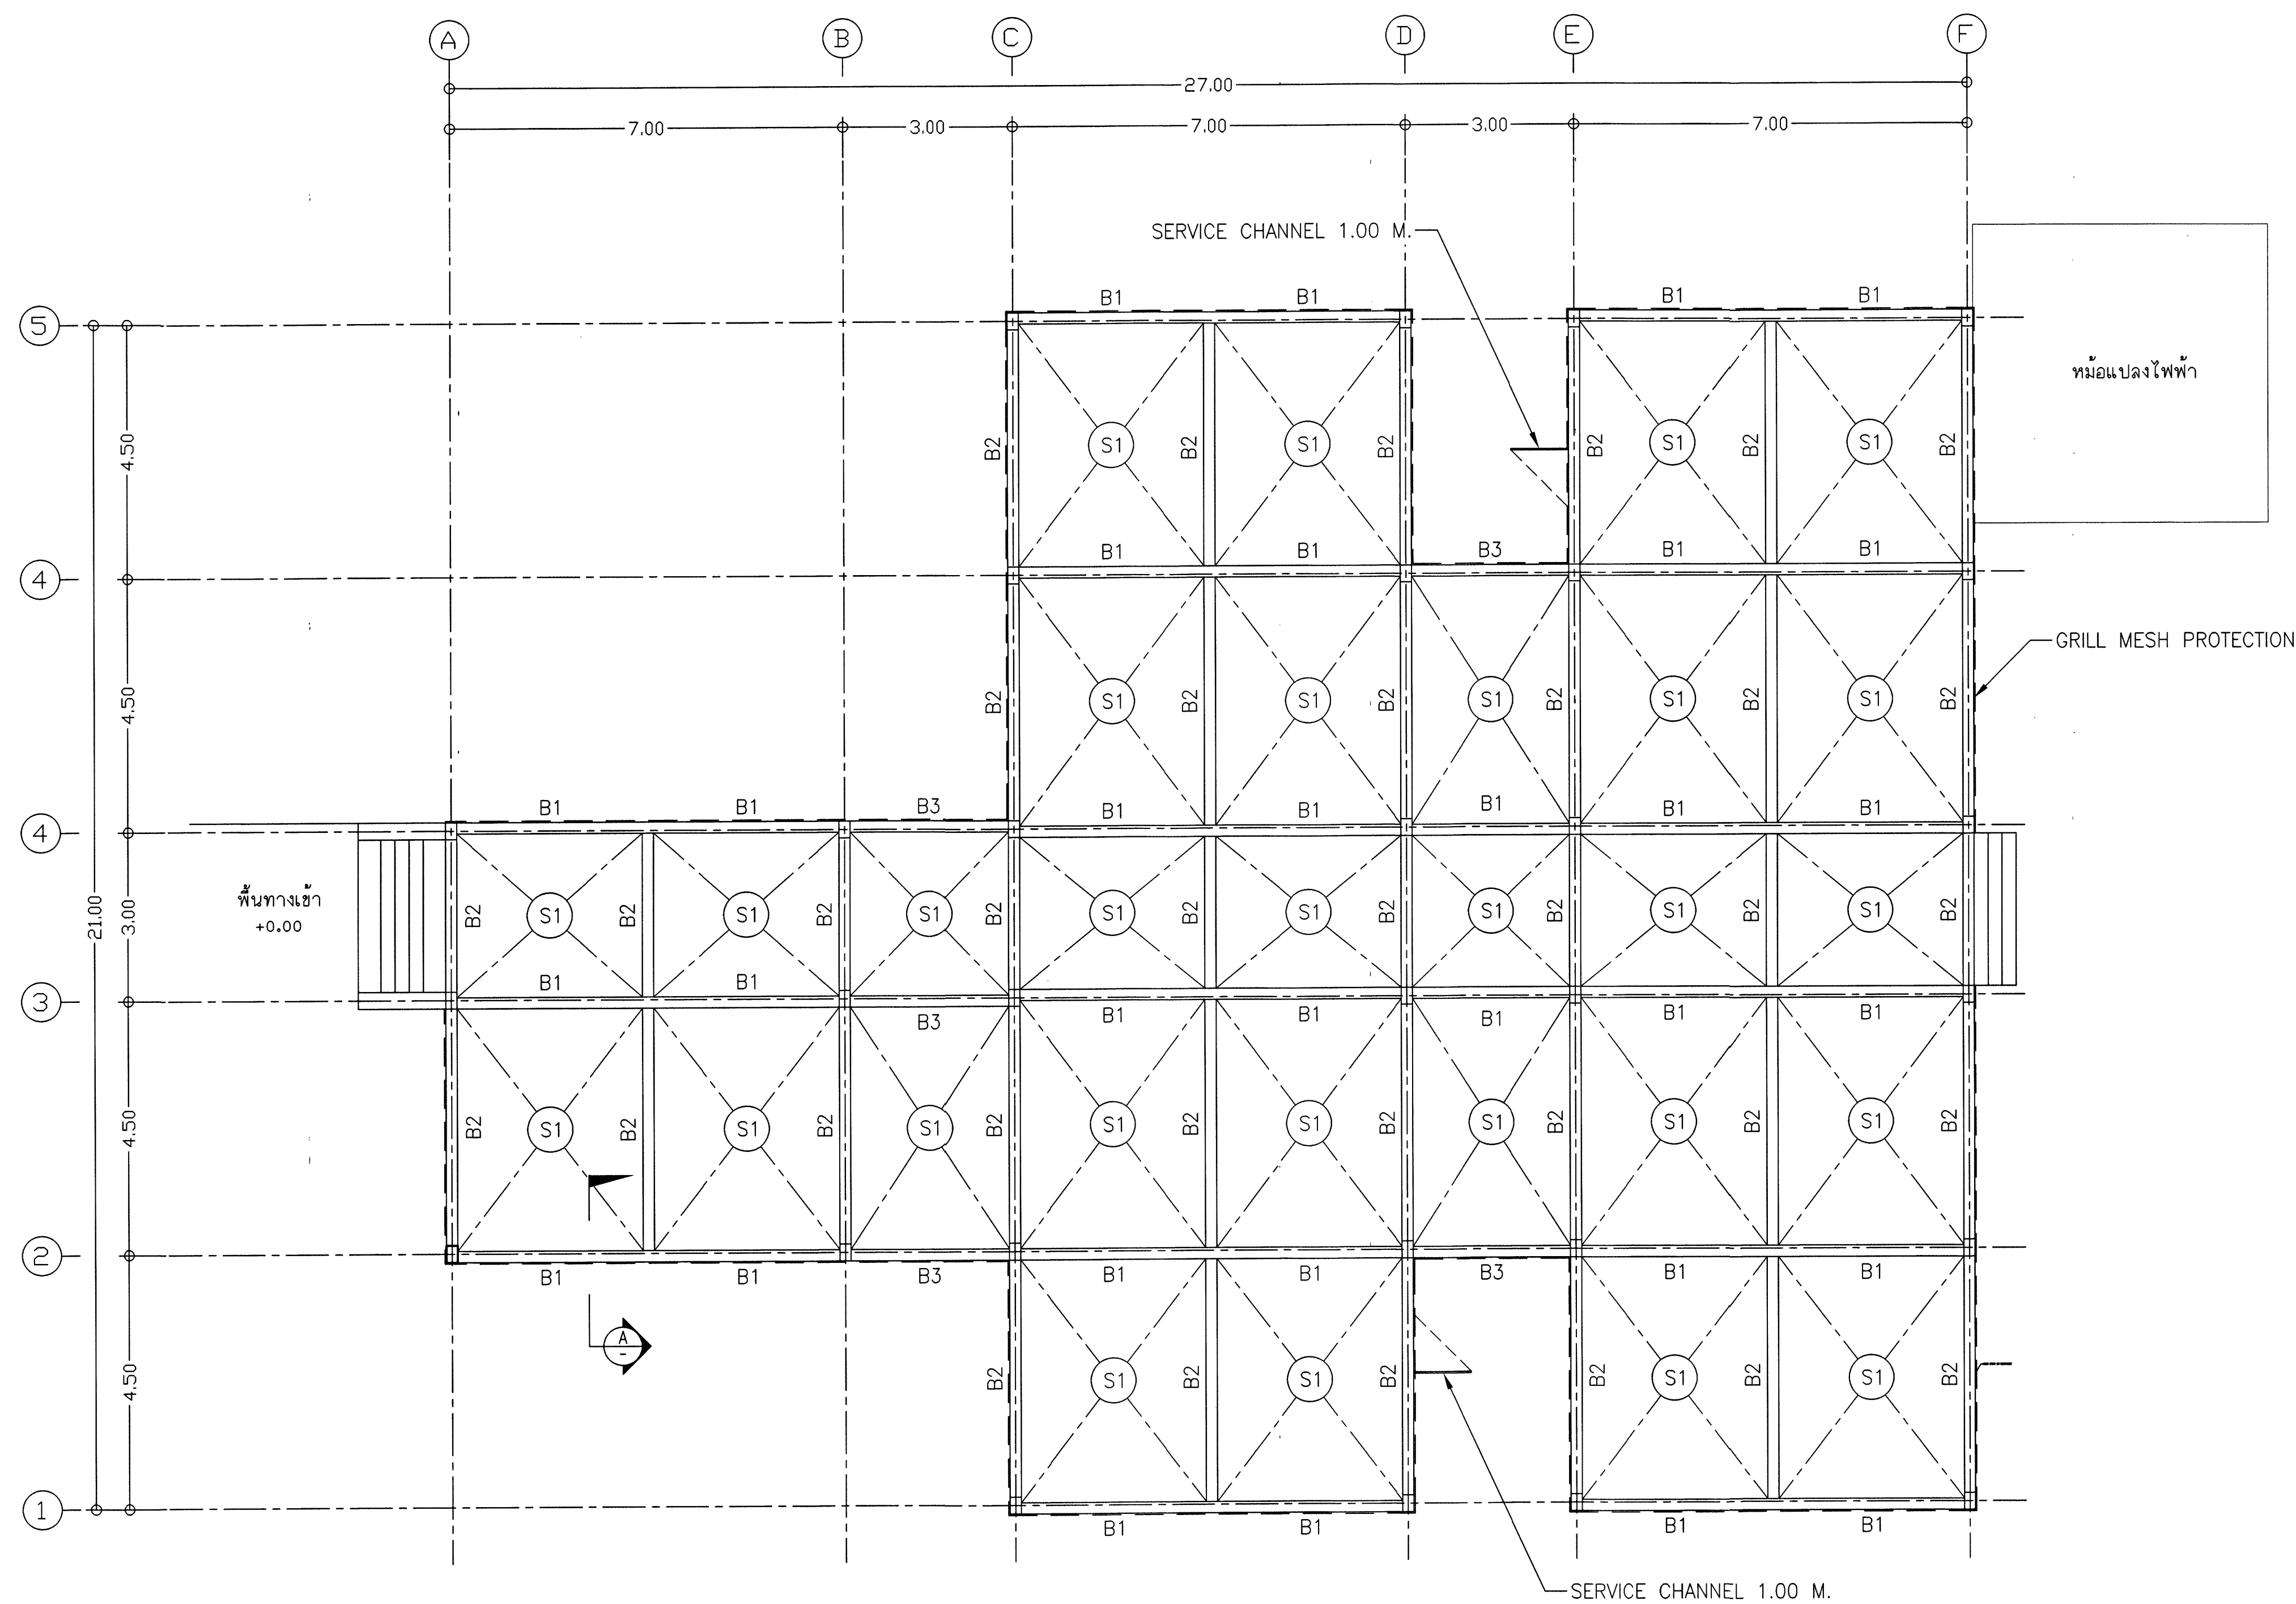 A B C D E F
27.00
7.00 3.00 7.00 3.00 7.00
SERVICE CHANNEL 1.00 M.
B1 B1 B1 B1
5
หม้อแปลงไฟฟ้า
4.50
B2 S1 B2 S1 B2 B2 S1 B2 S1 B2
B1 B1 B3 B1 B1
4
GRILL MESH PROTECTION
4.50
B2 S1 B2 S1 B2 S1 B2 S1 B2 S1 B2
B1 B1 B3 B1 B1 B1 B1 B1
4
พื้นทางเข้า
+0.00
21.00
3.00
B2 S1 B2 S1 B2 S1 B2 S1 B2 S1 B2 S1 B2 S1 B2 S1 B2
B1 B1
3
B3 B1 B1 B1 B1 B1
4.50
B2 S1 B2 S1 B2 S1 B2 S1 B2 S1 B2 S1 B2 S1 B2 S1 B2
2
B1 B1 B3 B1 B1 B3 B1 B1
A
-
4.50
B2 S1 B2 S1 B2 B2 S1 B2 S1 B2
1
B1 B1 B1 B1
SERVICE CHANNEL 1.00 M.